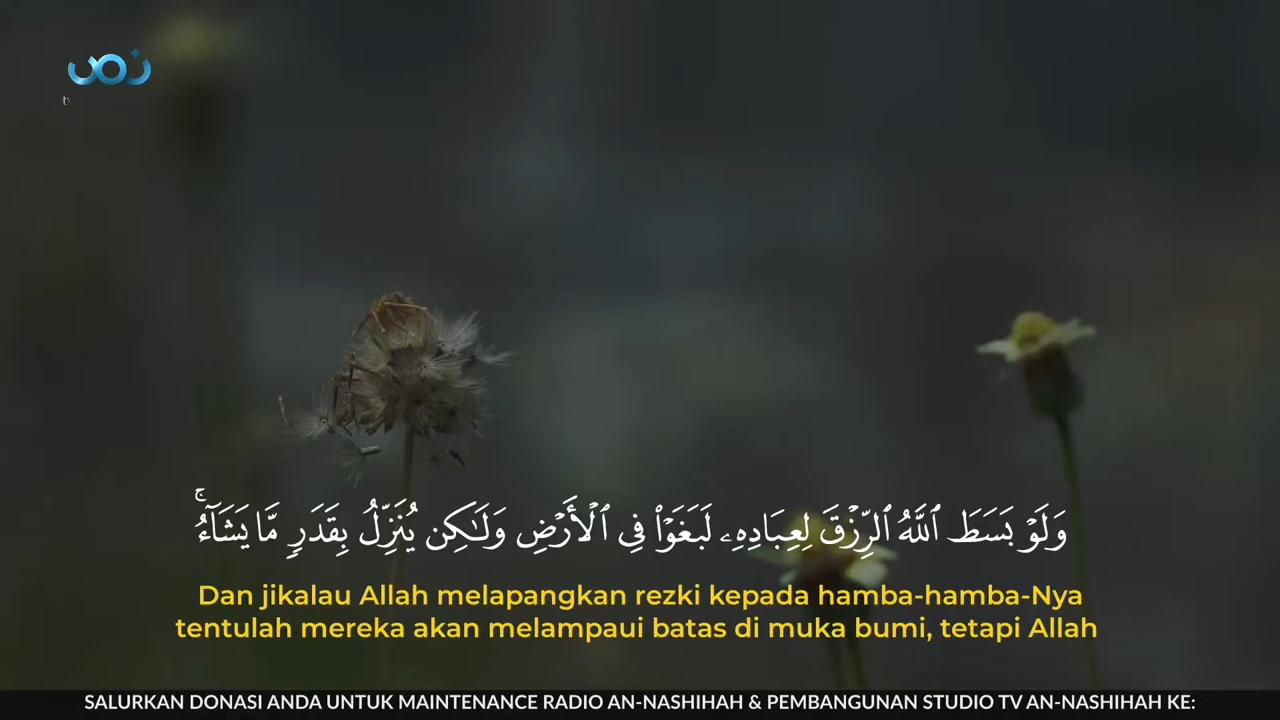 نص
tv
وَلَوْ بَسَطَ ٱللَّهُ ٱلرِّزْقَ لِعِبَادِهِۦ لَبَغَوْا۟ فِى ٱلْأَرْضِ وَلَـٰكِن يُنَزِّلُ بِقَدَرٍ مَّا يَشَآءُ ۚ
Dan jikalau Allah melapangkan rezki kepada hamba-hamba-Nya
tentulah mereka akan melampaui batas di muka bumi, tetapi Allah
SALURKAN DONASI ANDA UNTUK MAINTENANCE RADIO AN-NASHIHAH & PEMBANGUNAN STUDIO TV AN-NASHIHAH KE: